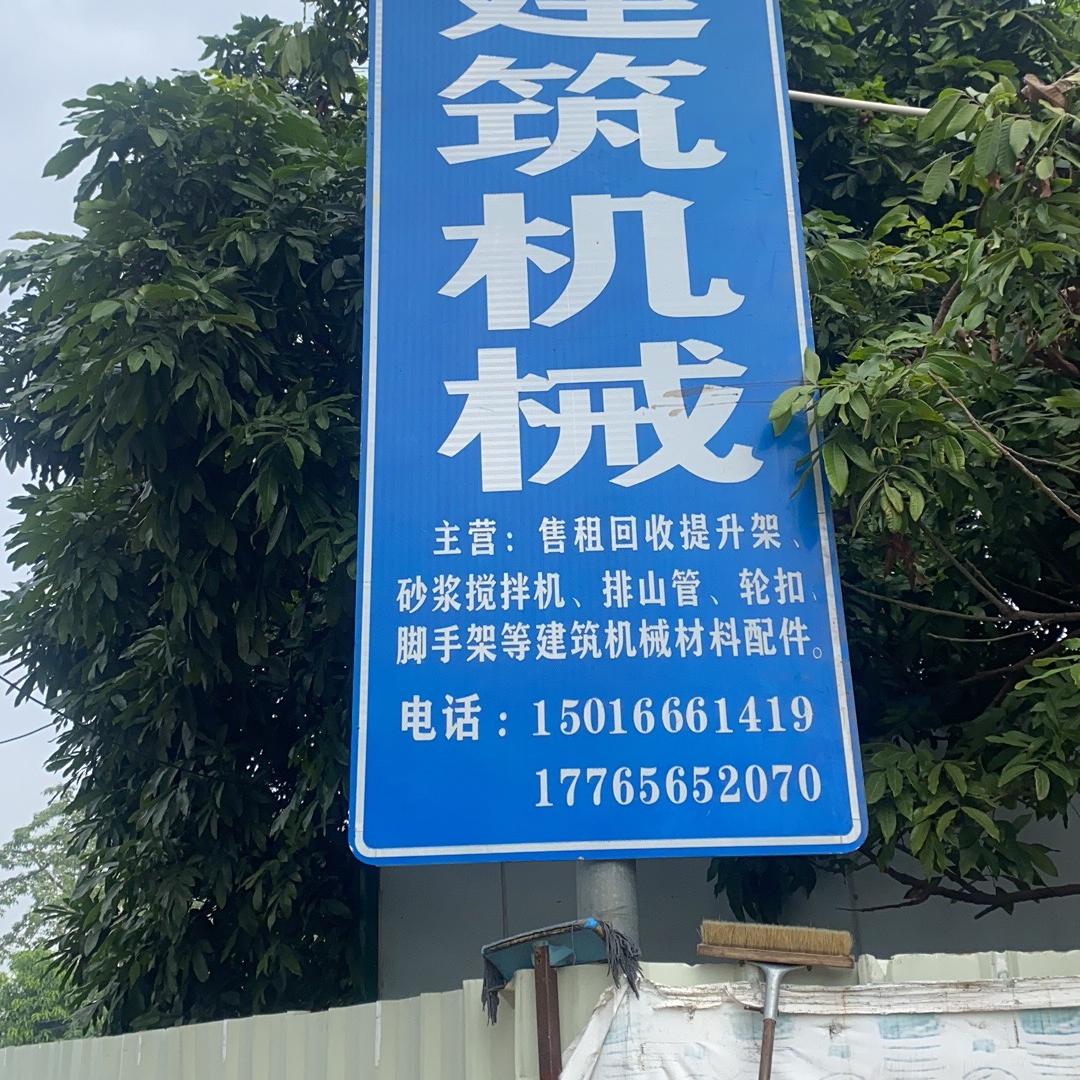 建筑机械
主营：售租回收提升架、
砂浆搅拌机、排山管、轮扣、
脚手架等建筑机械材料配件。
电话：15016661419
17765652070